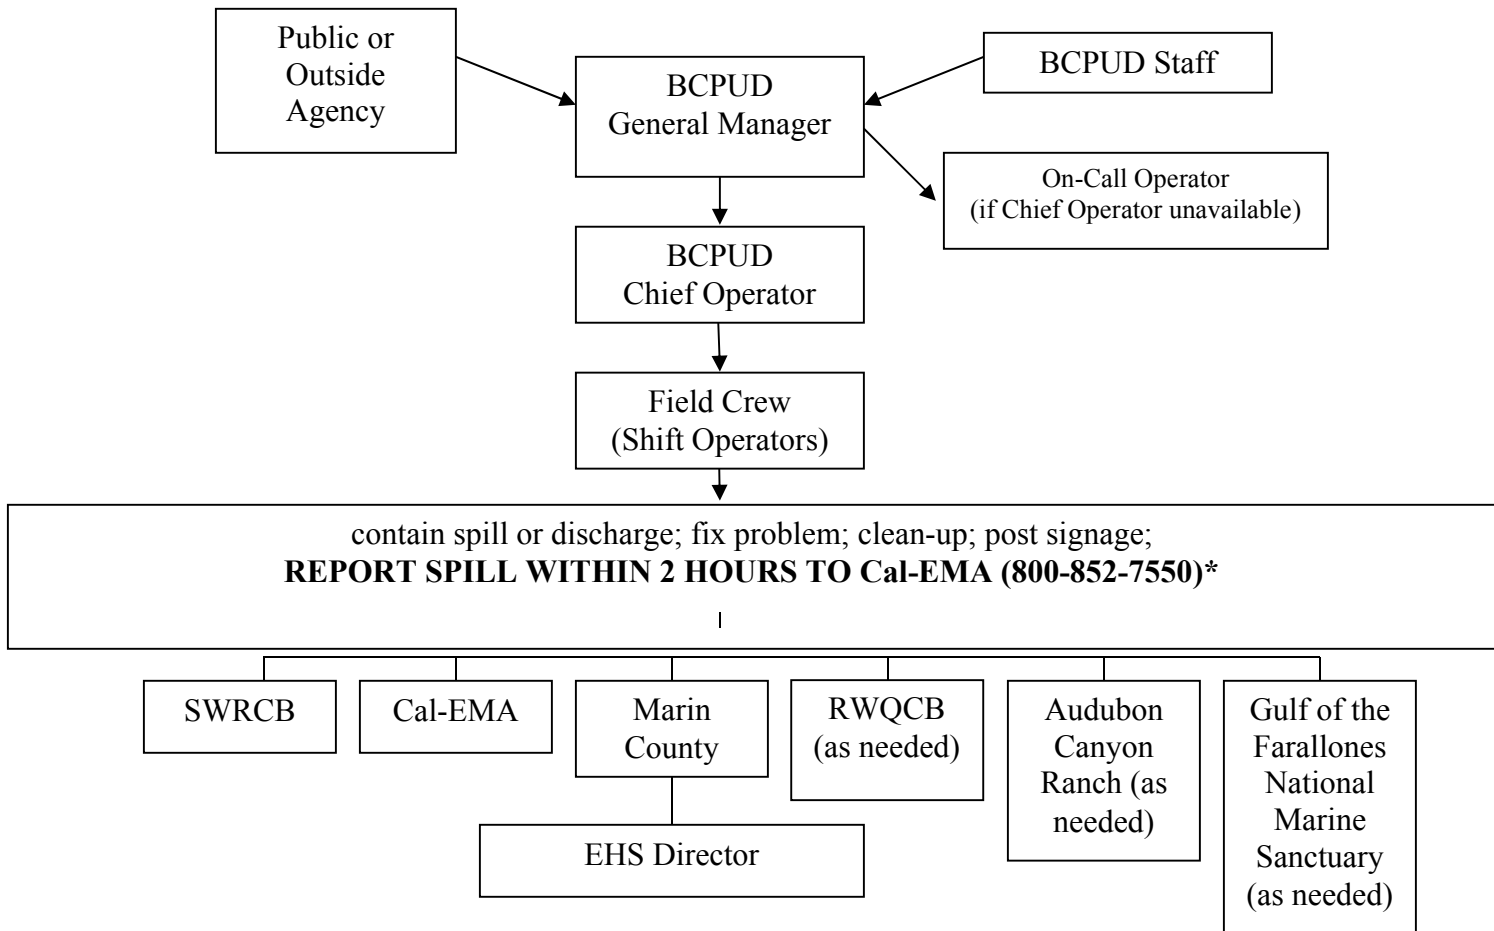 Public or
Outside
Agency
BCPUD
General Manager
BCPUD Staff
On-Call Operator
(if Chief Operator unavailable)
BCPUD
Chief Operator
Field Crew
(Shift Operators)
contain spill or discharge; fix problem; clean-up; post signage;
REPORT SPILL WITHIN 2 HOURS TO Cal-EMA (800-852-7550)*
SWRCB
Cal-EMA
Marin
County
RWQCB
(as needed)
Audubon
Canyon
Ranch (as
needed)
Gulf of the
Farallones
National
Marine
Sanctuary
(as needed)
EHS Director